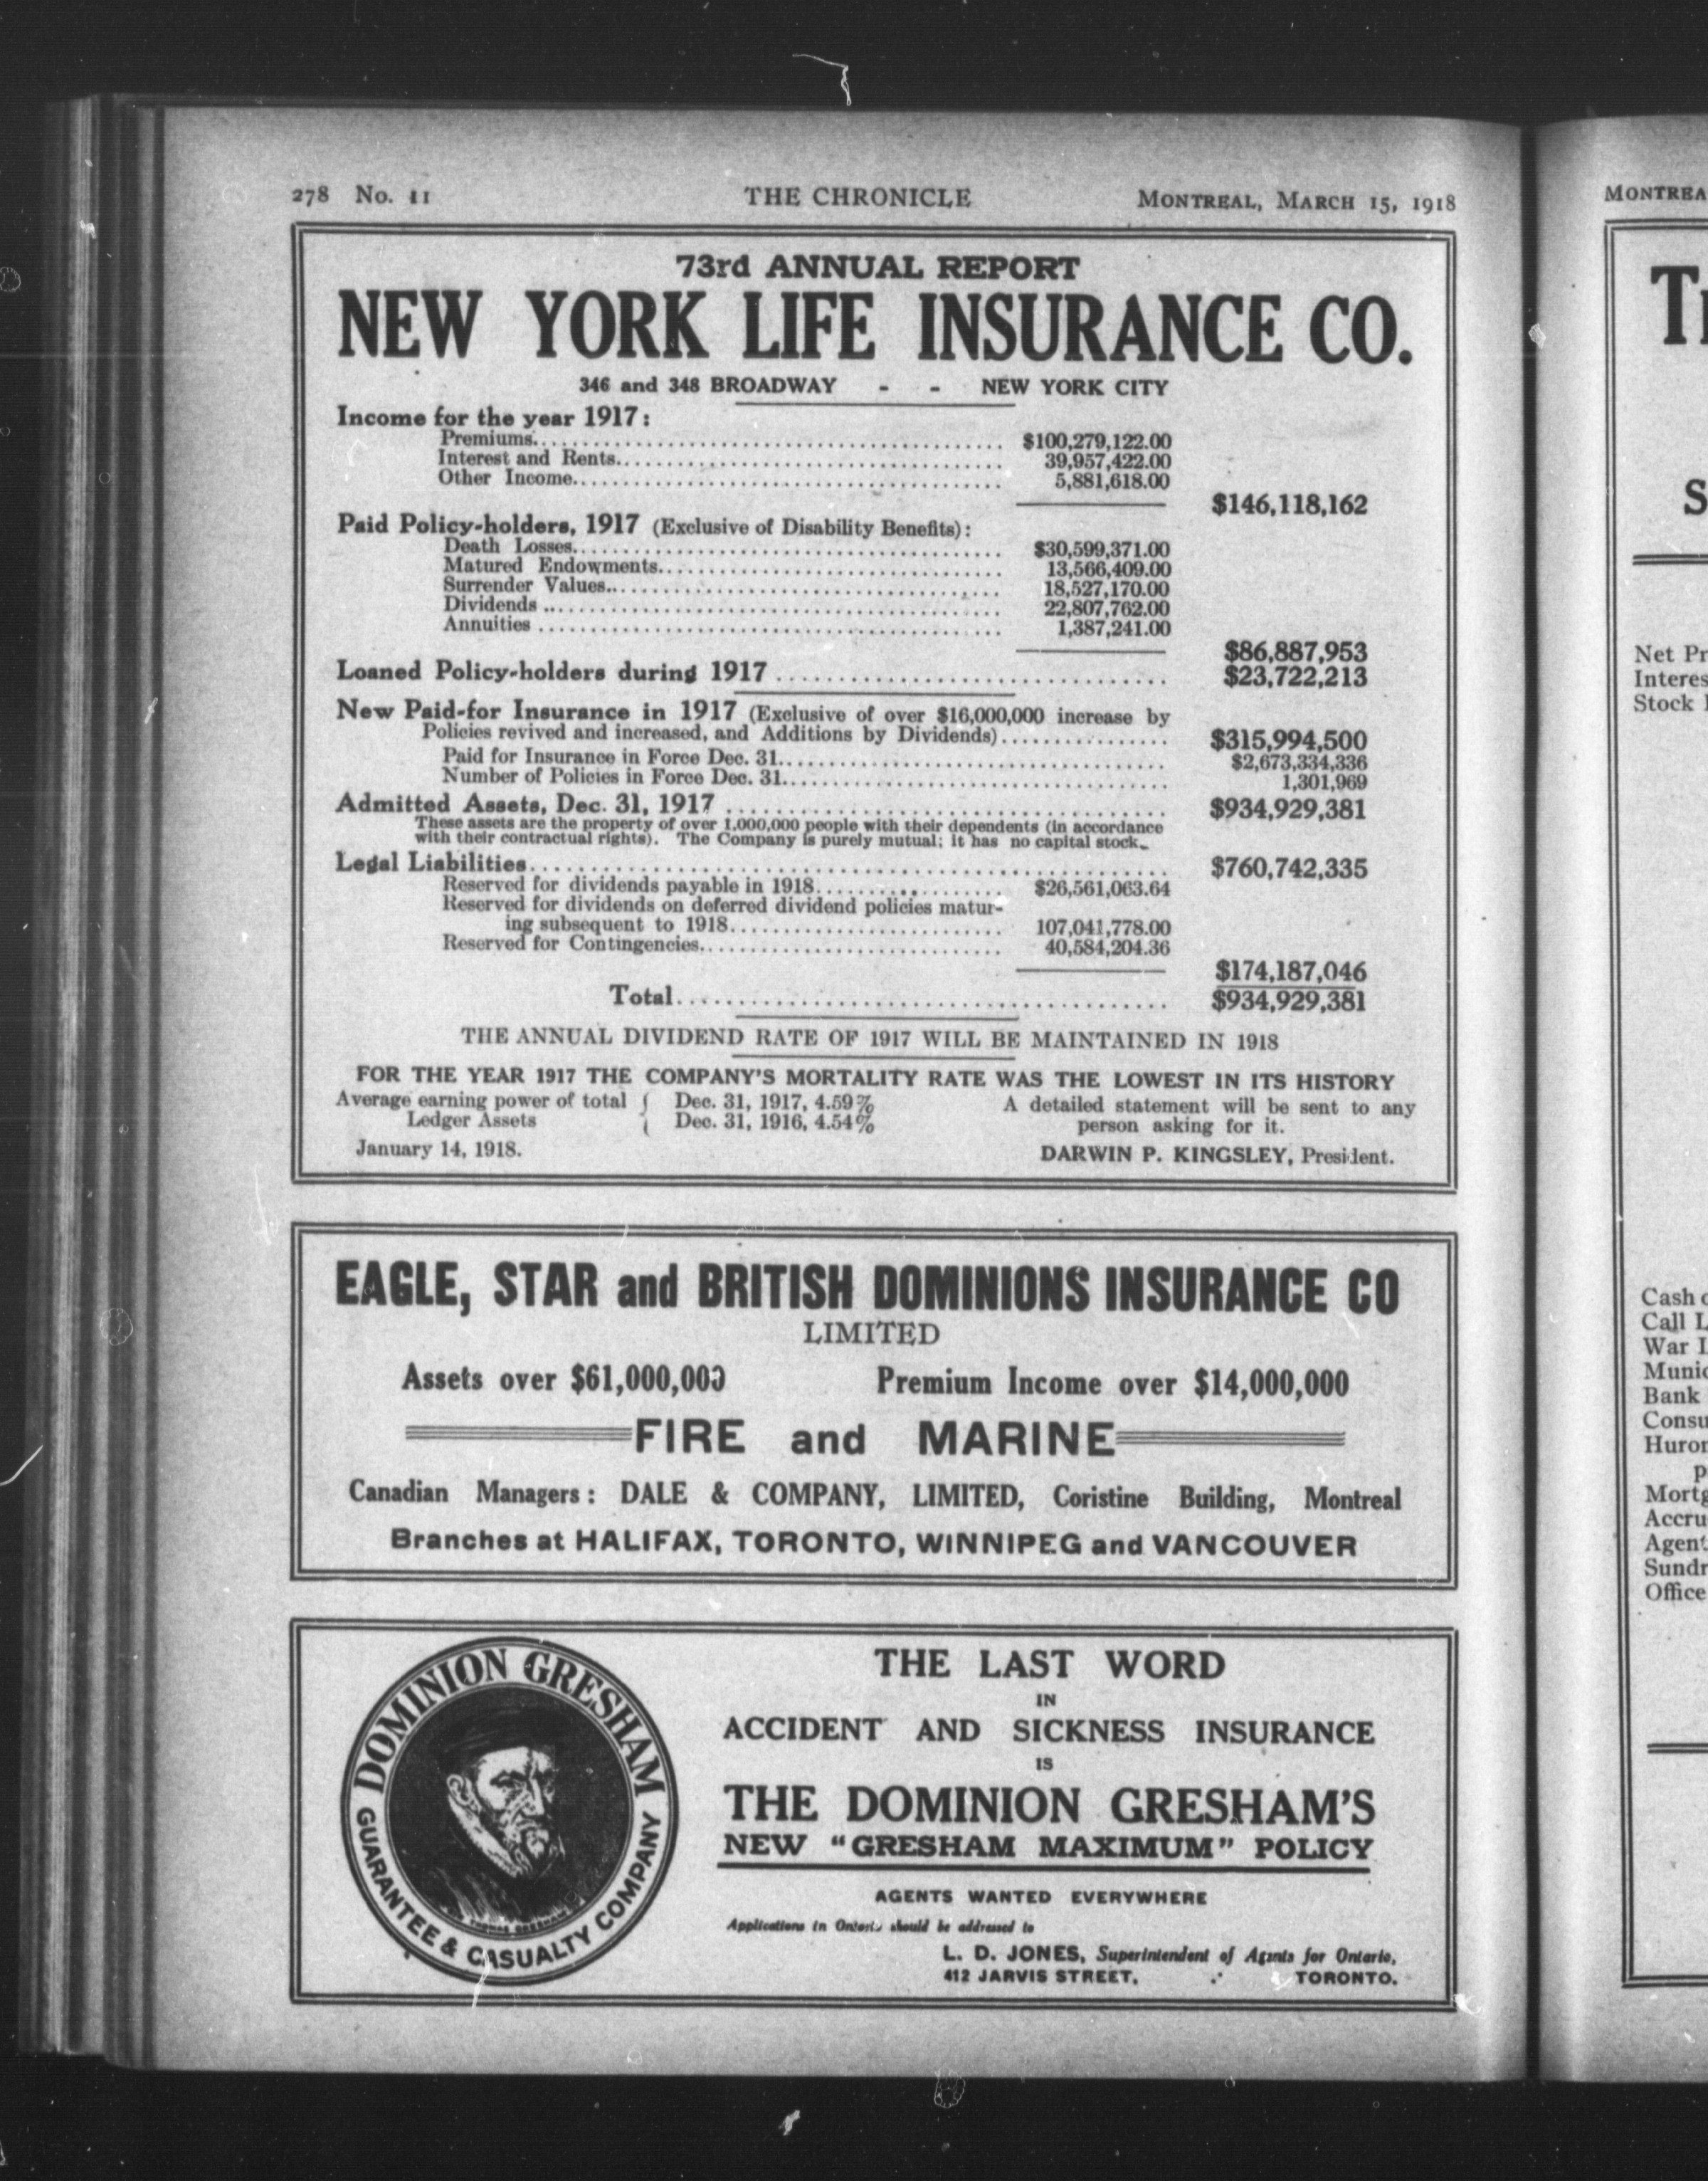 278 No. 11 THE CHRONICLE MONTREAL, MARCH 15, 1918
73rd ANNUAL REPORT
NEW YORK LIFE INSURANCE CO.
346 and 348 BROADWAY - - NEW YORK CITY
Income for the year 1917:
Premiums........ $100,279,122.00
Interest and Rents........ 39,957,422.00
Other Income........ 5,881,618.00
$146,118,162
Paid Policy-holders, 1917 (Exclusive of Disability Benefits):
Death Losses........ $30,599,371.00
Matured Endowments........ 13,566,409.00
Surrender Values........ 18,527,170.00
Dividends ........ 22,807,762.00
Annuities ........ 1,387,241.00
$86,887,953
Loaned Policy-holders during 1917 ........ $23,722,213
New Paid-for Insurance in 1917 (Exclusive of over $16,000,000 increase by
Policies revived and increased, and Additions by Dividends)........ $315,994,500
Paid for Insurance in Force Dec. 31........ $2,673,334,336
Number of Policies in Force Dec. 31........ 1,301,969
Admitted Assets, Dec. 31, 1917 ........ $934,929,381
These assets are the property of over 1,000,000 people with their dependents (in accordance
with their contractual rights). The Company is purely mutual; it has no capital stock.
Legal Liabilities........ $760,742,335
Reserved for dividends payable in 1918........ $26,561,063.64
Reserved for dividends on deferred dividend policies matur-
ing subsequent to 1918........ 107,041,778.00
Reserved for Contingencies........ 40,584,204.36
$174,187,046
Total........ $934,929,381
THE ANNUAL DIVIDEND RATE OF 1917 WILL BE MAINTAINED IN 1918
FOR THE YEAR 1917 THE COMPANY'S MORTALITY RATE WAS THE LOWEST IN ITS HISTORY
Average earning power of total { Dec. 31, 1917, 4.59% A detailed statement will be sent to any
Ledger Assets { Dec. 31, 1916, 4.54% person asking for it.
January 14, 1918. DARWIN P. KINGSLEY, President.
EAGLE, STAR and BRITISH DOMINIONS INSURANCE CO
LIMITED
Assets over $61,000,000 Premium Income over $14,000,000
FIRE and MARINE
Canadian Managers: DALE & COMPANY, LIMITED, Coristine Building, Montreal
Branches at HALIFAX, TORONTO, WINNIPEG and VANCOUVER
DOMINION GRESHAM
GUARANTEE & CASUALTY COMPANY
THOMAS GRESHAM
THE LAST WORD
IN
ACCIDENT AND SICKNESS INSURANCE
IS
THE DOMINION GRESHAM'S
NEW "GRESHAM MAXIMUM" POLICY
AGENTS WANTED EVERYWHERE
Applications in Ontario should be addressed to
L. D. JONES, Superintendent of Agents for Ontario,
412 JARVIS STREET, TORONTO.
MONTREA
S
Net Pr
Interes
Stock
Cash
Call L
War
Munic
Bank
Consu
Huron
p
Mortg
Accru
Agent
Sundr
Office